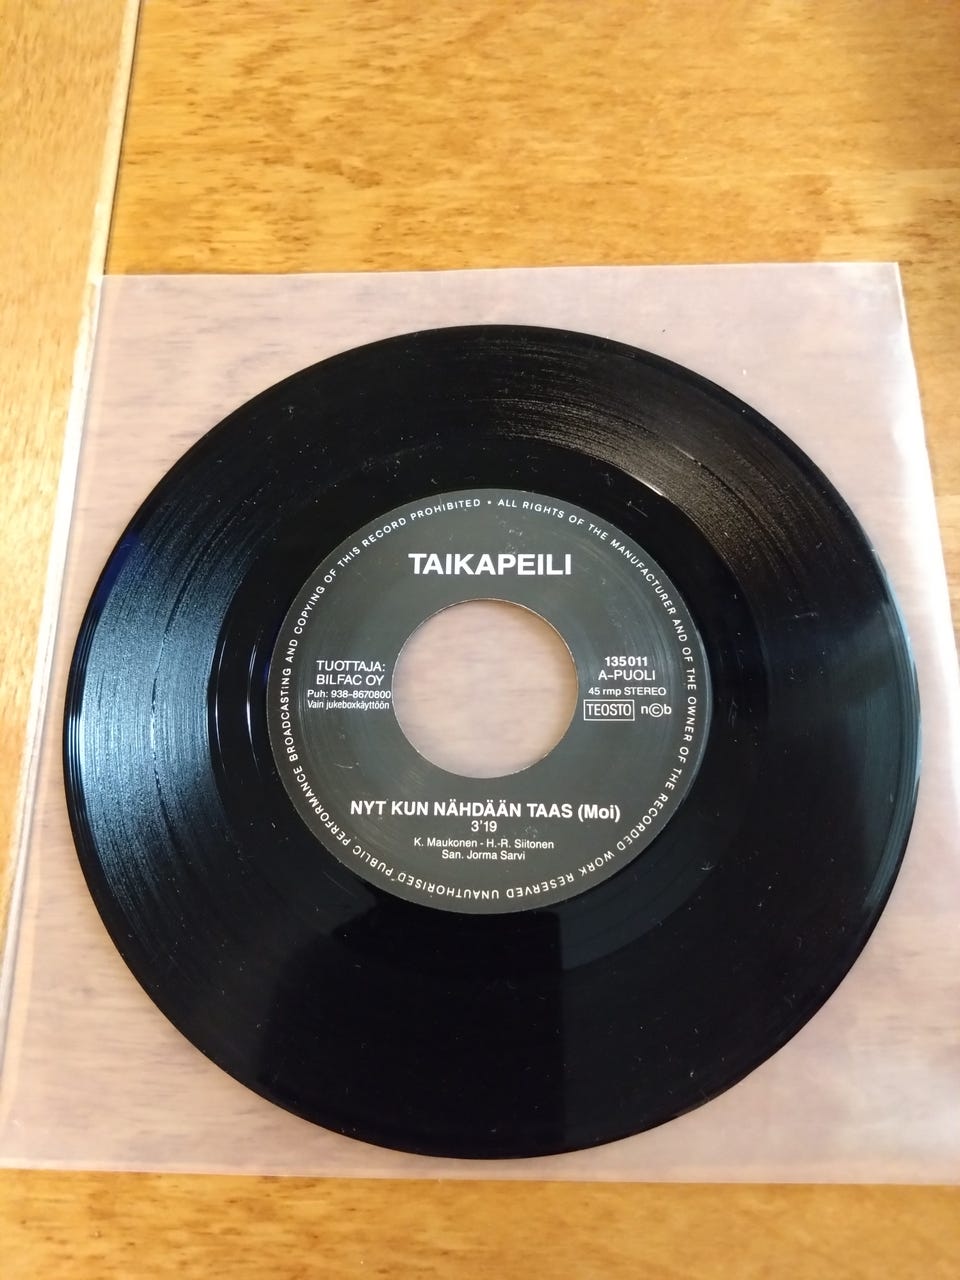 UNAUTHORISED PUBLIC PERFORMANCE BROADCASTING AND COPYING OF THIS RECORD PROHIBITED • ALL RIGHTS OF THE MANUFACTURER AND OF THE OWNER OF THE RECORDED WORK RESERVED
TAIKAPEILI
TUOTTAJA:
BILFAC OY
Puh: 938-8670800
Vain jukeboxkäyttöön
135011
A-PUOLI
45 rmp STEREO
TEOSTO n©b
NYT KUN NÄHDÄÄN TAAS (Moi)
3'19
K. Maukonen - H.-R. Siitonen
San. Jorma Sarvi